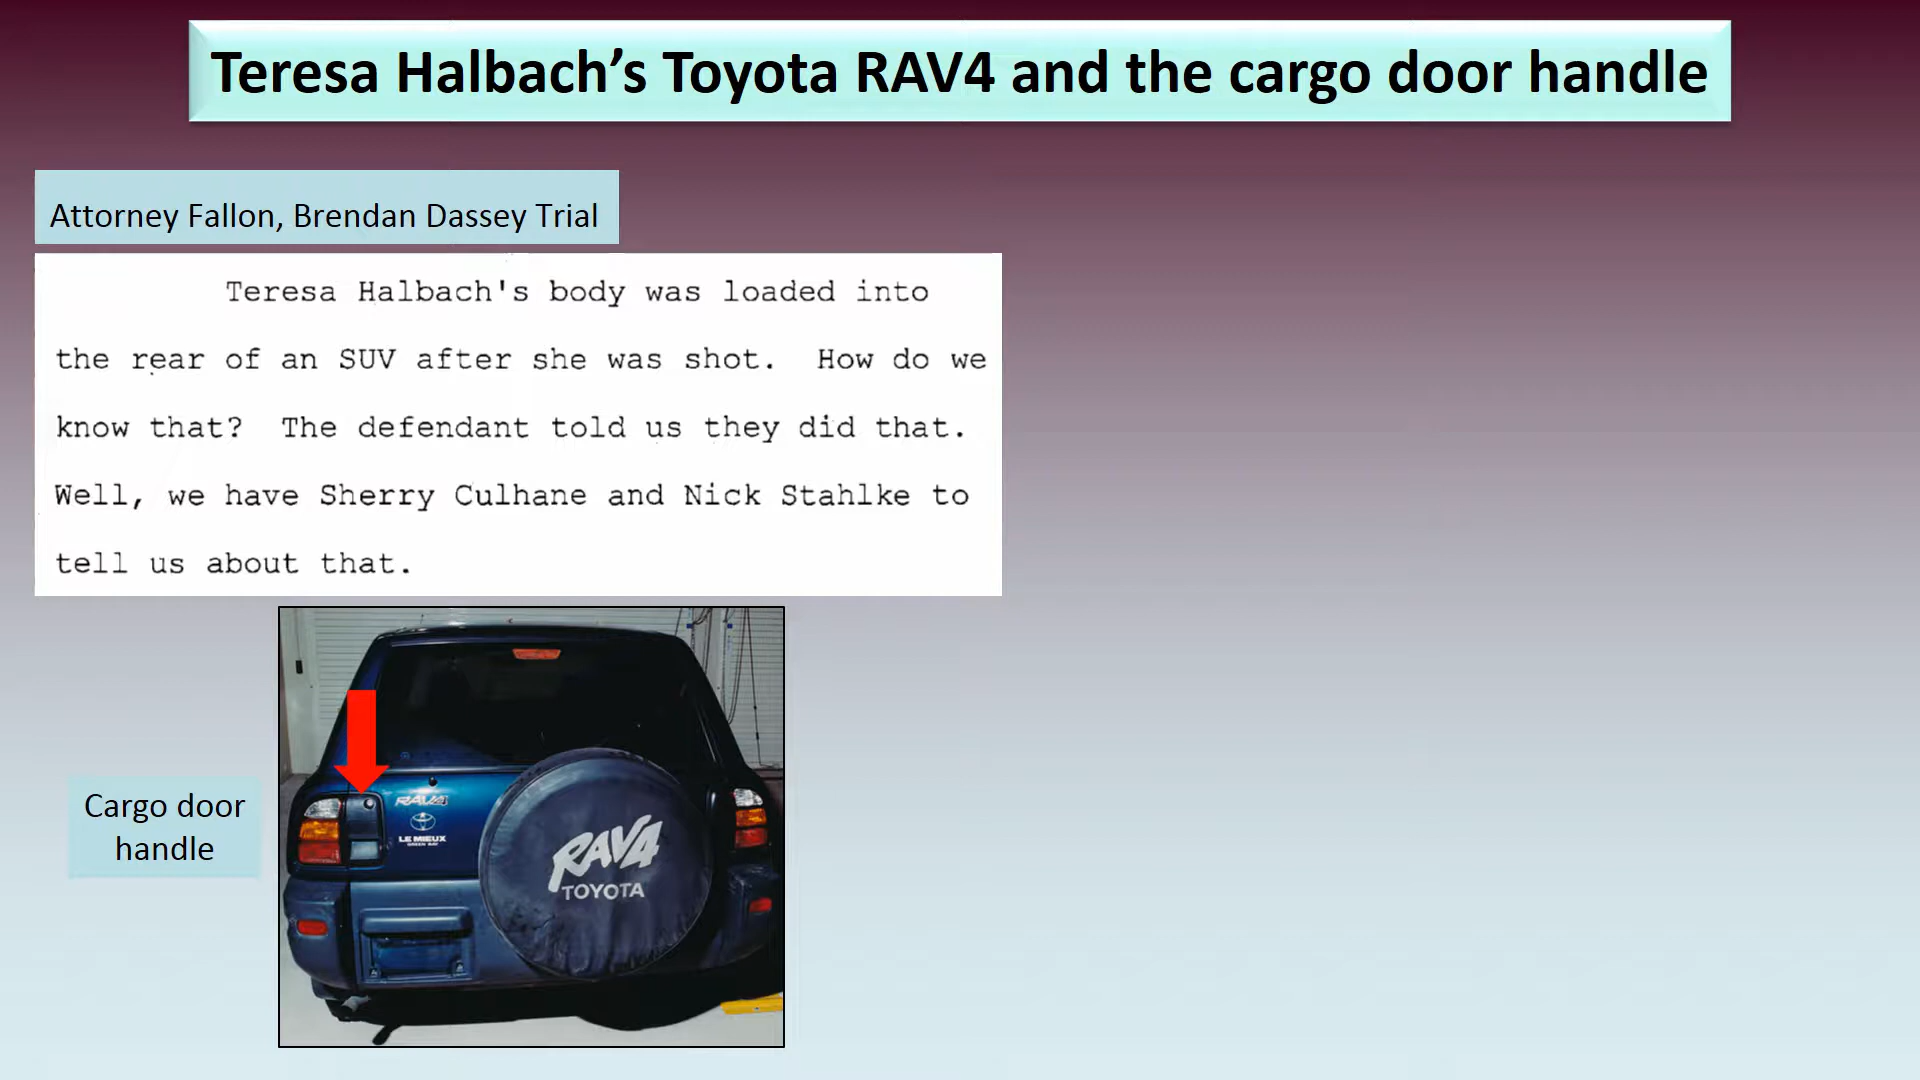 Teresa Halbach’s Toyota RAV4 and the cargo door handle
Attorney Fallon, Brendan Dassey Trial
Teresa Halbach's body was loaded into
the rear of an SUV after she was shot. How do we
know that? The defendant told us they did that.
Well, we have Sherry Culhane and Nick Stahlke to
tell us about that.
Cargo door
handle
RAV4
LE MIEUX
GREEN BAY
RAV4
TOYOTA